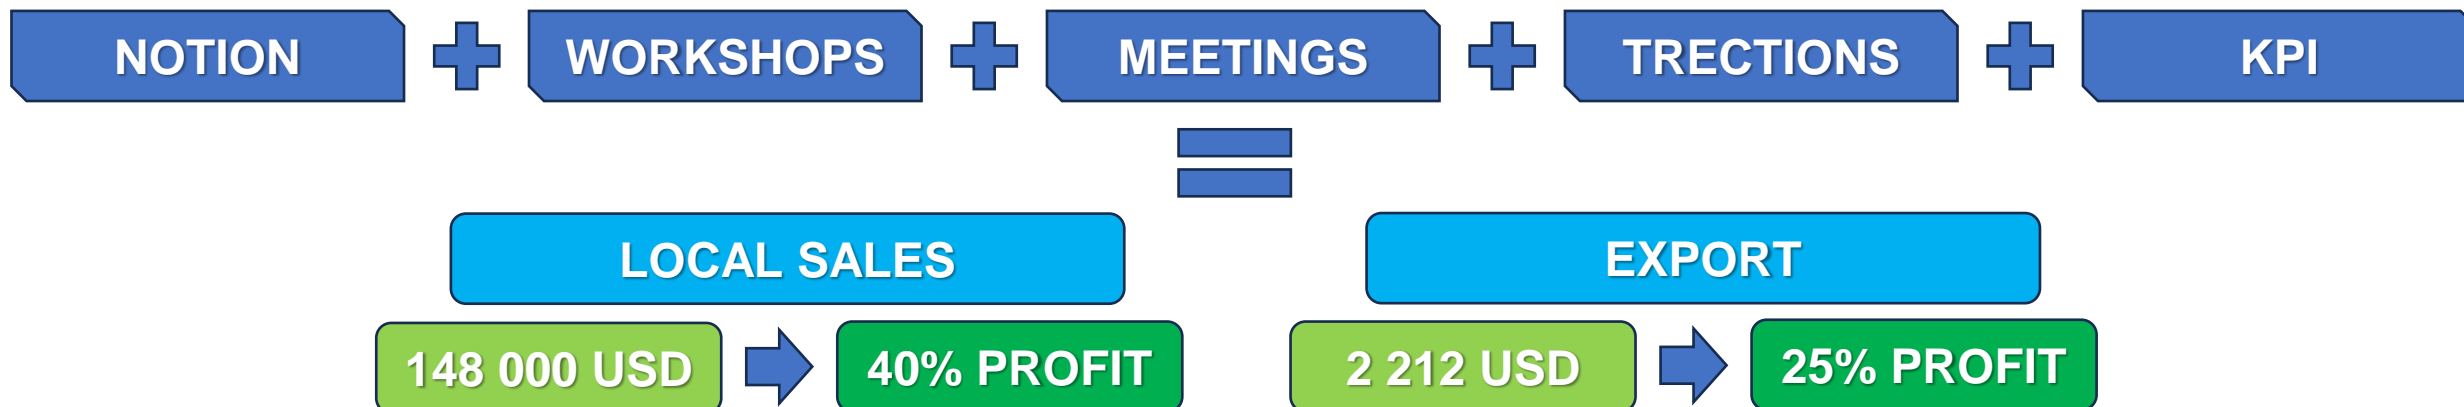 NOTION WORKSHOPS MEETINGS TRECTIONS KPI
LOCAL SALES EXPORT
148 000 USD 40% PROFIT 2 212 USD 25% PROFIT